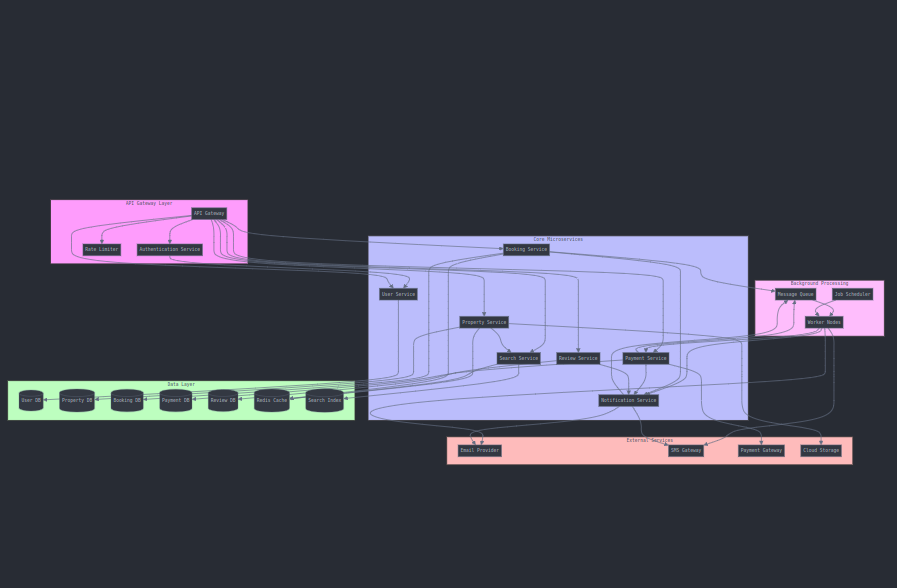 API Gateway Layer
API Gateway
Rate Limiter
Authentication Service
Core Microservices
Booking Service
User Service
Property Service
Search Service
Review Service
Payment Service
Notification Service
Background Processing
Message Queue
Job Scheduler
Worker Nodes
Data Layer
User DB
Property DB
Booking DB
Payment DB
Review DB
Redis Cache
Search Index
External Services
Email Provider
SMS Gateway
Payment Gateway
Cloud Storage